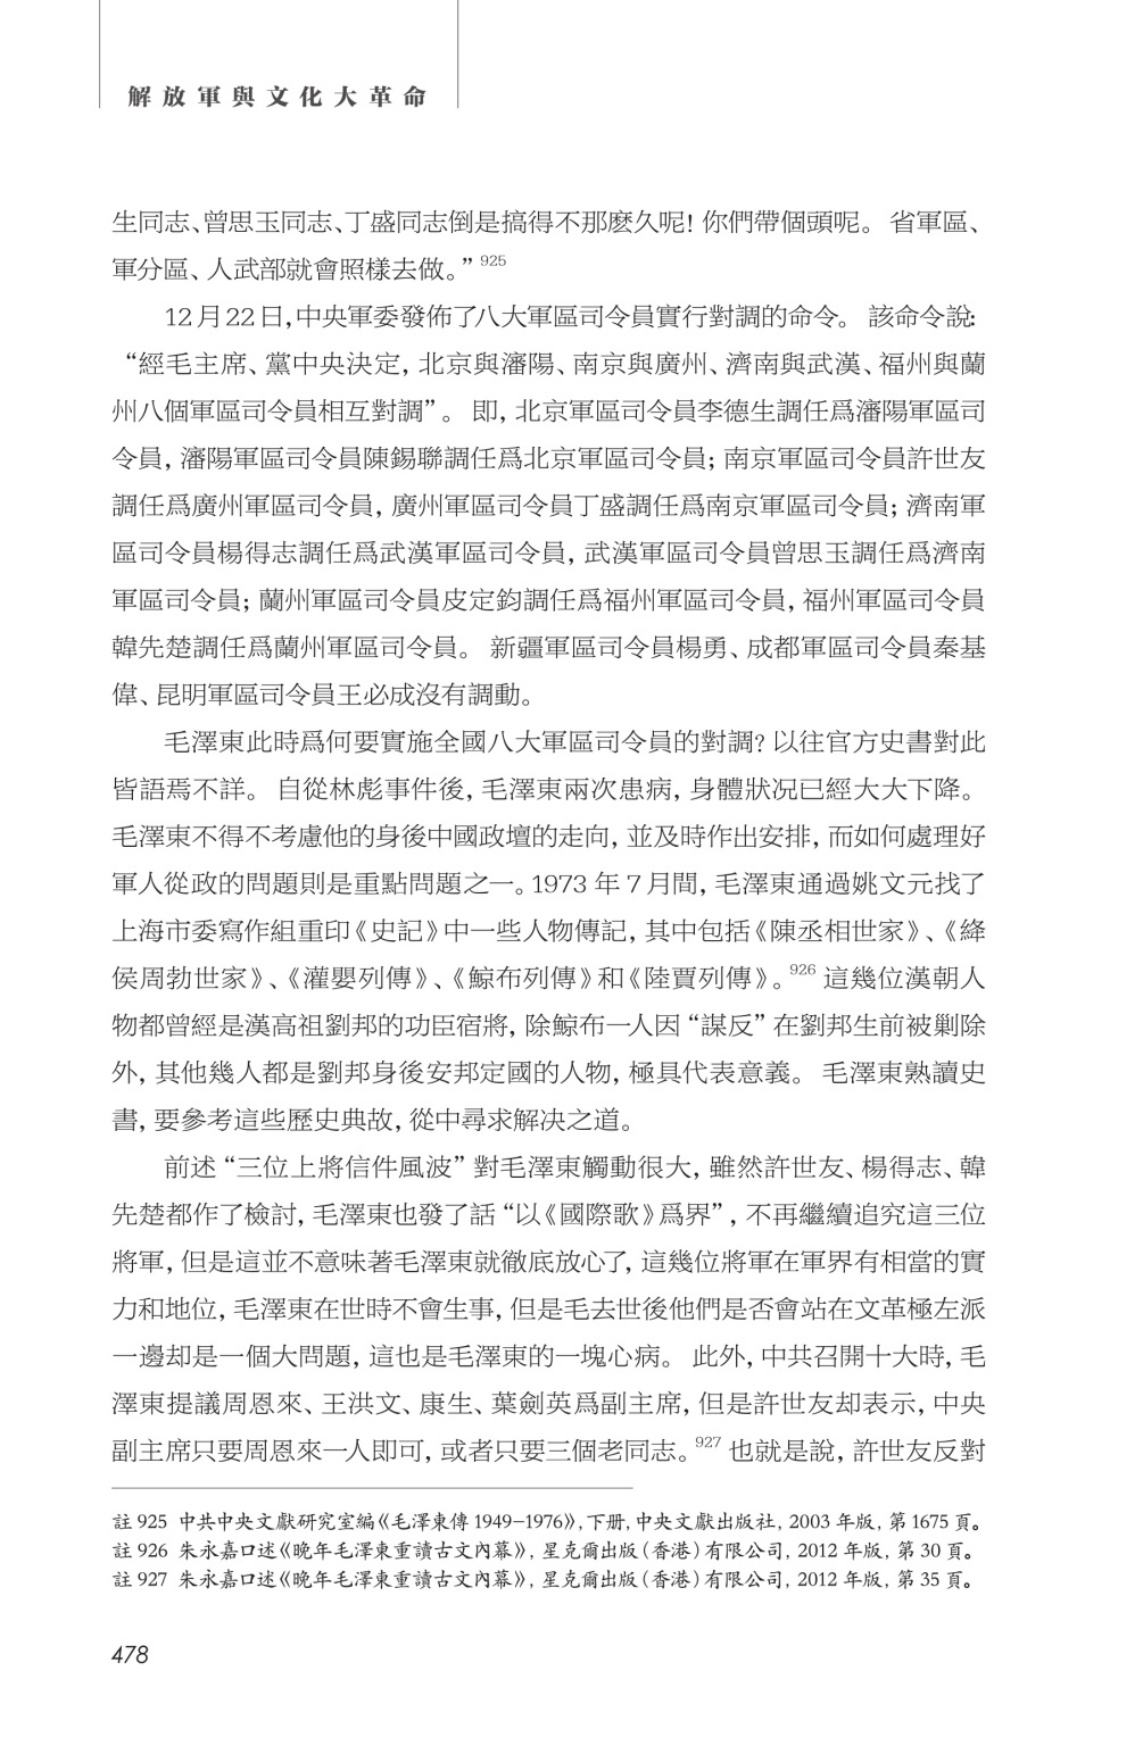 解放軍與文化大革命
生同志、曾思玉同志、丁盛同志倒是搞得不那麽久呢！你們帶個頭呢。省軍區、
軍分區、人武部就會照樣去做。”925
12月22日，中央軍委發佈了八大軍區司令員實行對調的命令。該命令說：
“經毛主席、黨中央決定，北京與瀋陽、南京與廣州、濟南與武漢、福州與蘭
州八個軍區司令員相互對調”。即，北京軍區司令員李德生調任爲瀋陽軍區司
令員，瀋陽軍區司令員陳錫聯調任爲北京軍區司令員；南京軍區司令員許世友
調任爲廣州軍區司令員，廣州軍區司令員丁盛調任爲南京軍區司令員；濟南軍
區司令員楊得志調任爲武漢軍區司令員，武漢軍區司令員曾思玉調任爲濟南
軍區司令員；蘭州軍區司令員皮定鈞調任爲福州軍區司令員，福州軍區司令員
韓先楚調任爲蘭州軍區司令員。新疆軍區司令員楊勇、成都軍區司令員秦基
偉、昆明軍區司令員王必成沒有調動。
毛澤東此時爲何要實施全國八大軍區司令員的對調？以往官方史書對此
皆語焉不詳。自從林彪事件後，毛澤東兩次患病，身體狀況已經大大下降。
毛澤東不得不考慮他的身後中國政壇的走向，並及時作出安排，而如何處理好
軍人從政的問題則是重點問題之一。1973年7月間，毛澤東通過姚文元找了
上海市委寫作組重印《史記》中一些人物傳記，其中包括《陳丞相世家》、《絳
侯周勃世家》、《灌嬰列傳》、《鯨布列傳》和《陸賈列傳》。926 這幾位漢朝人
物都曾經是漢高祖劉邦的功臣宿將，除鯨布一人因“謀反”在劉邦生前被剿除
外，其他幾人都是劉邦身後安邦定國的人物，極具代表意義。毛澤東熟讀史
書，要參考這些歷史典故，從中尋求解決之道。
前述“三位上將信件風波”對毛澤東觸動很大，雖然許世友、楊得志、韓
先楚都作了檢討，毛澤東也發了話“以《國際歌》爲界”，不再繼續追究這三位
將軍，但是這並不意味著毛澤東就徹底放心了，這幾位將軍在軍界有相當的實
力和地位，毛澤東在世時不會生事，但是毛去世後他們是否會站在文革極左派
一邊却是一個大問題，這也是毛澤東的一塊心病。此外，中共召開十大時，毛
澤東提議周恩來、王洪文、康生、葉劍英爲副主席，但是許世友却表示，中央
副主席只要周恩來一人即可，或者只要三個老同志。927 也就是說，許世友反對
註925 中共中央文獻研究室編《毛澤東傳1949–1976》，下册，中央文獻出版社，2003年版，第1675頁。
註926 朱永嘉口述《晚年毛澤東重讀古文內幕》，星克爾出版（香港）有限公司，2012年版，第30頁。
註927 朱永嘉口述《晚年毛澤東重讀古文內幕》，星克爾出版（香港）有限公司，2012年版，第35頁。
478